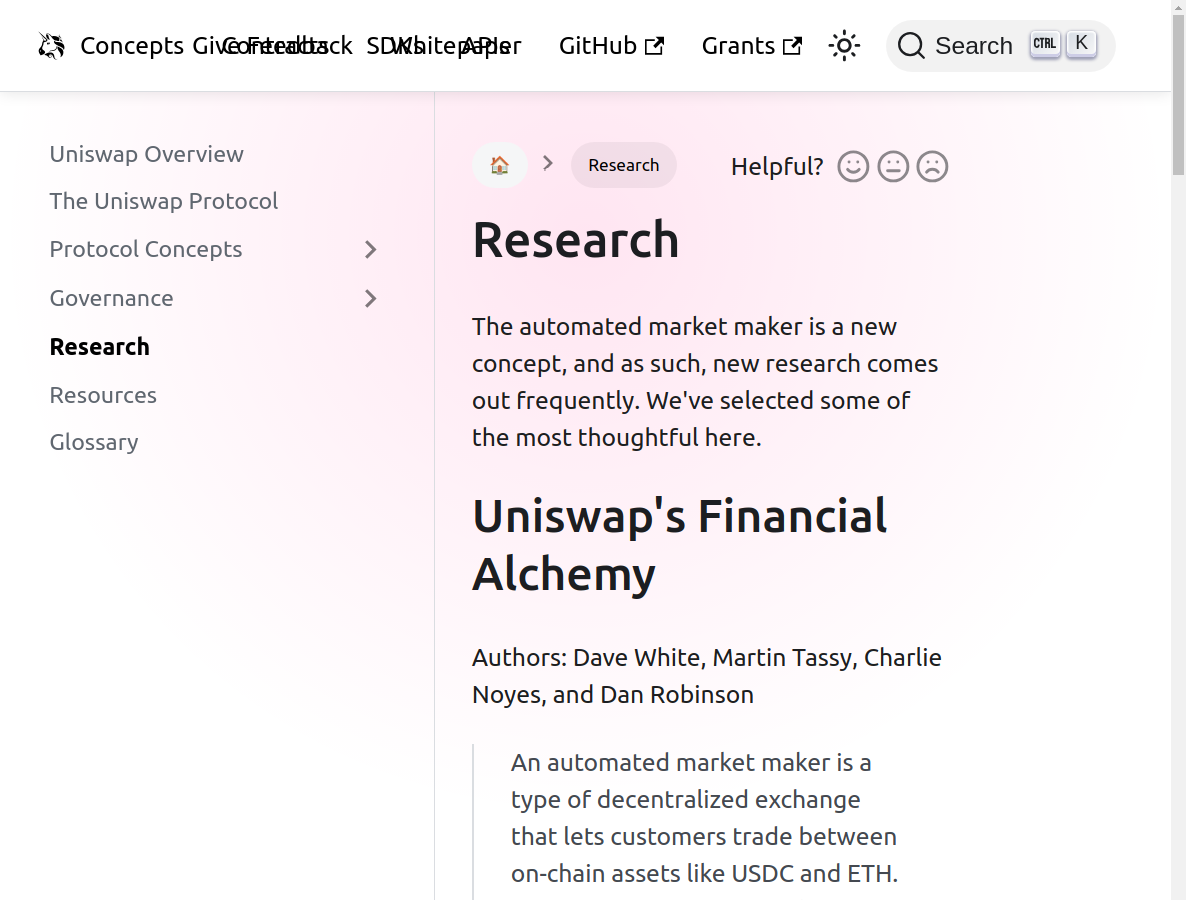 Concepts Give Feedback Contracts SDKs Whitepaper APIs GitHub Grants Search CTRL K
Uniswap Overview
The Uniswap Protocol
Protocol Concepts
Governance
Research
Resources
Glossary
Research Helpful?
Research
The automated market maker is a new
concept, and as such, new research comes
out frequently. We've selected some of
the most thoughtful here.
Uniswap's Financial
Alchemy
Authors: Dave White, Martin Tassy, Charlie
Noyes, and Dan Robinson
An automated market maker is a
type of decentralized exchange
that lets customers trade between
on-chain assets like USDC and ETH.